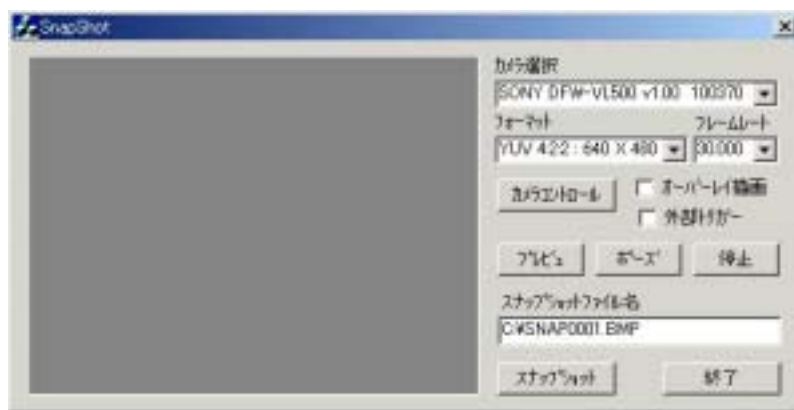 SnapShot
カメラ選択
SONY DFW-VL500 v1.00 100370
フォーマット フレームレート
YUV 4:2:2 : 640 X 480 30.000
カメラコントロール
オーバーレイ描画
外部トリガー
プレビュ ポーズ 停止
スナップショットファイル名
C:¥SNAP0001.BMP
スナップショット 終了